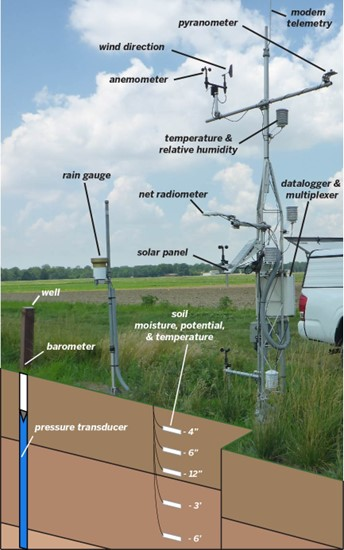 modem
telemetry
pyranometer
wind direction
anemometer
temperature &
relative humidity
rain gauge
datalogger &
multiplexer
net radiometer
solar panel
well
soil
moisture, potential,
& temperature
barometer
pressure transducer
- 4"
- 6"
- 12"
- 3'
- 6'